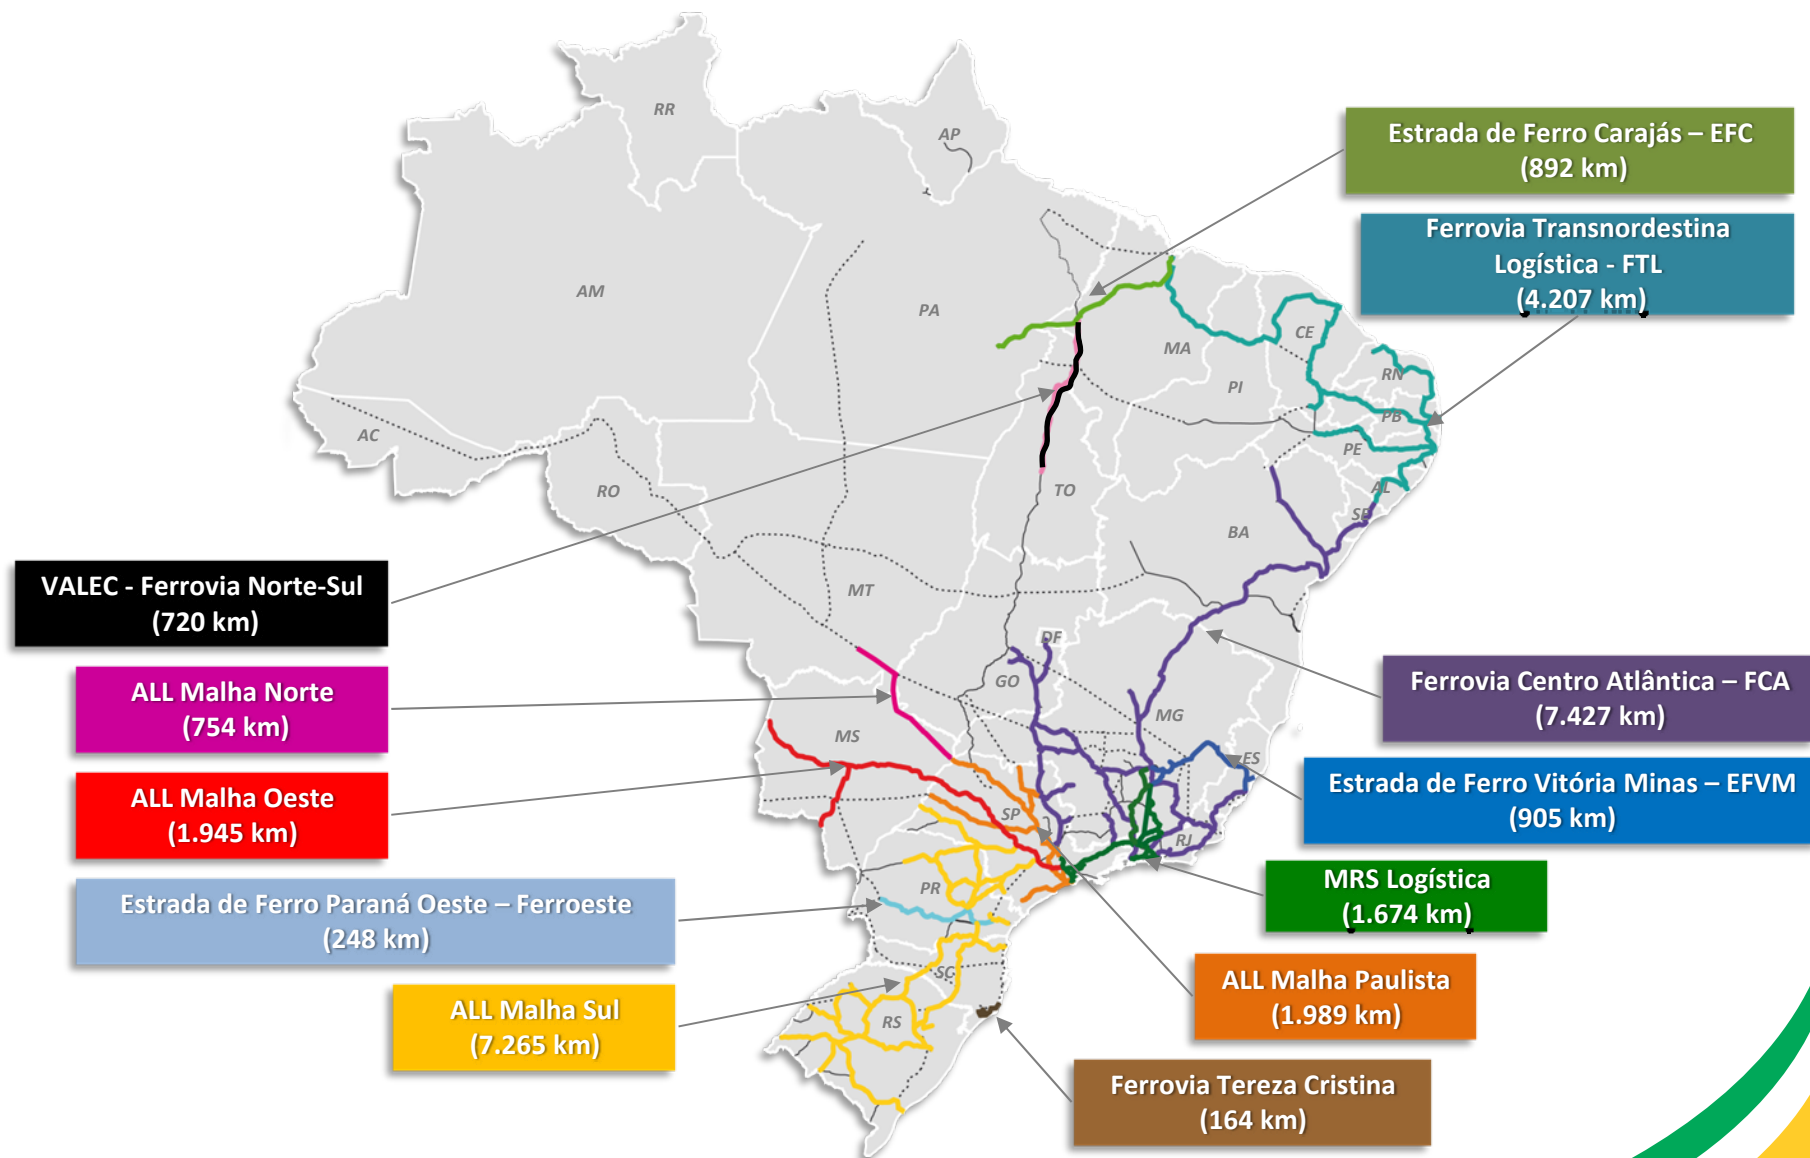 RR
AP
AM
PA
MA
CE
RN
PI
PB
PE
AC
AL
RO
TO
SE
BA
MT
DF
GO
MG
MS
ES
SP
RJ
PR
SC
RS
Estrada de Ferro Carajás – EFC
(892 km)
Ferrovia Transnordestina
Logística - FTL
(4.207 km)
VALEC - Ferrovia Norte-Sul
(720 km)
ALL Malha Norte
(754 km)
Ferrovia Centro Atlântica – FCA
(7.427 km)
ALL Malha Oeste
(1.945 km)
Estrada de Ferro Vitória Minas – EFVM
(905 km)
Estrada de Ferro Paraná Oeste – Ferroeste
(248 km)
MRS Logística
(1.674 km)
ALL Malha Sul
(7.265 km)
ALL Malha Paulista
(1.989 km)
Ferrovia Tereza Cristina
(164 km)